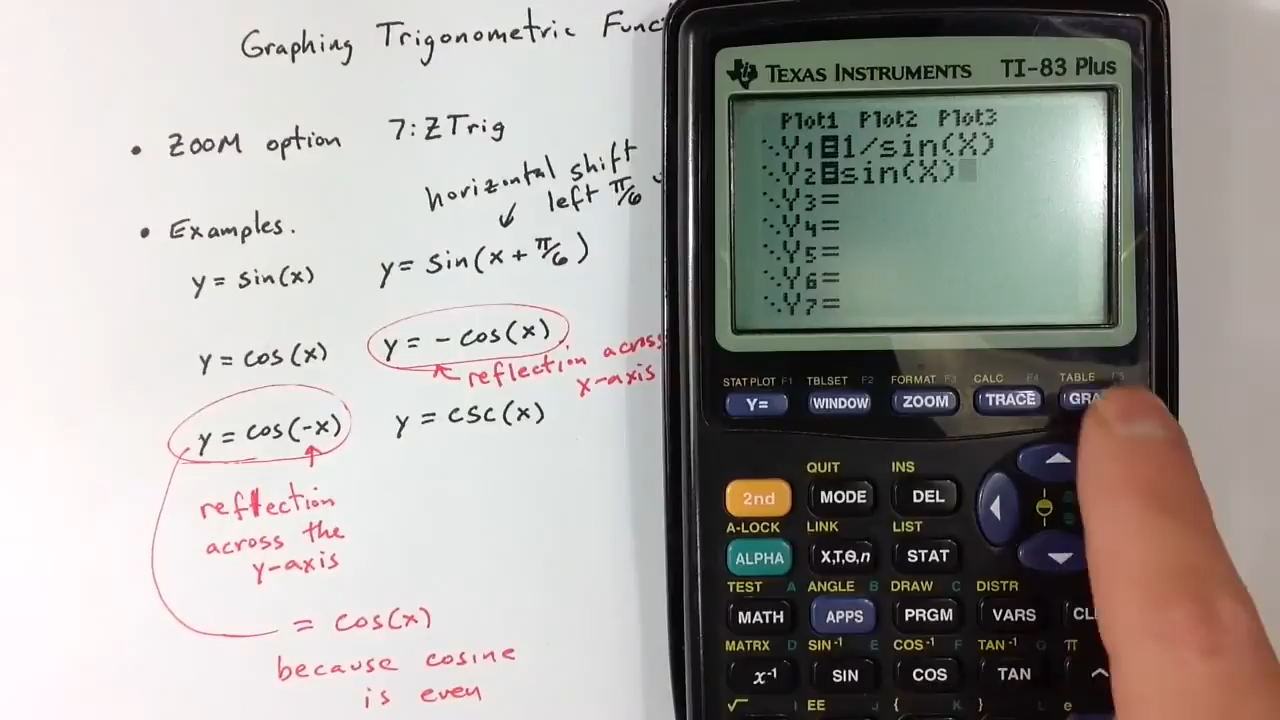 Graphing Trigonometric Func
• ZOOM option 7:ZTrig
horizontal shift
left π/6
• Examples.
y = sin(x) y = sin(x + π/6)
y = cos(x) y = - cos(x)
reflection across
x-axis
y = cos(-x) y = csc(x)
reflection
across the
y-axis
= cos(x)
because cosine
is even
TEXAS INSTRUMENTS TI-83 Plus
Plot1 Plot2 Plot3
Y1=1/sin(X)
Y2=sin(X)
Y3=
Y4=
Y5=
Y6=
Y7=
STAT PLOT F1 TBLSET F2 FORMAT F3 CALC F4 TABLE F5
Y= WINDOW ZOOM TRACE GRA
QUIT INS
2nd MODE DEL
A-LOCK LINK LIST
ALPHA X,T,Θ,n STAT
TEST A ANGLE B DRAW C DISTR
MATH APPS PRGM VARS CL
MATRX D SIN-1 E COS-1 F TAN-1 G π
x-1 SIN COS TAN ^
√ I EE J { K } L e